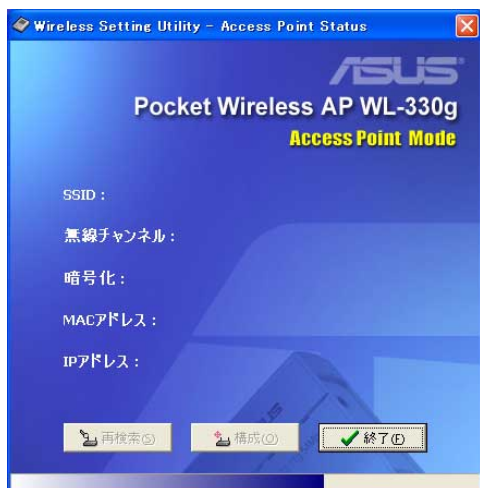 Wireless Setting Utility - Access Point Status
ASUS
Pocket Wireless AP WL-330g
Access Point Mode
SSID :
無線チャンネル :
暗号化 :
MACアドレス :
IPアドレス :
再検索(S) 構成(O) 終了(F)